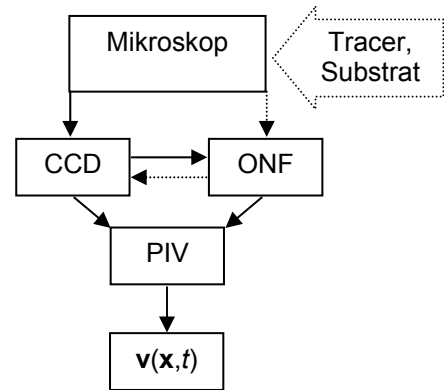 Mikroskop
Tracer,
Substrat
CCD
ONF
PIV
v(x,t)